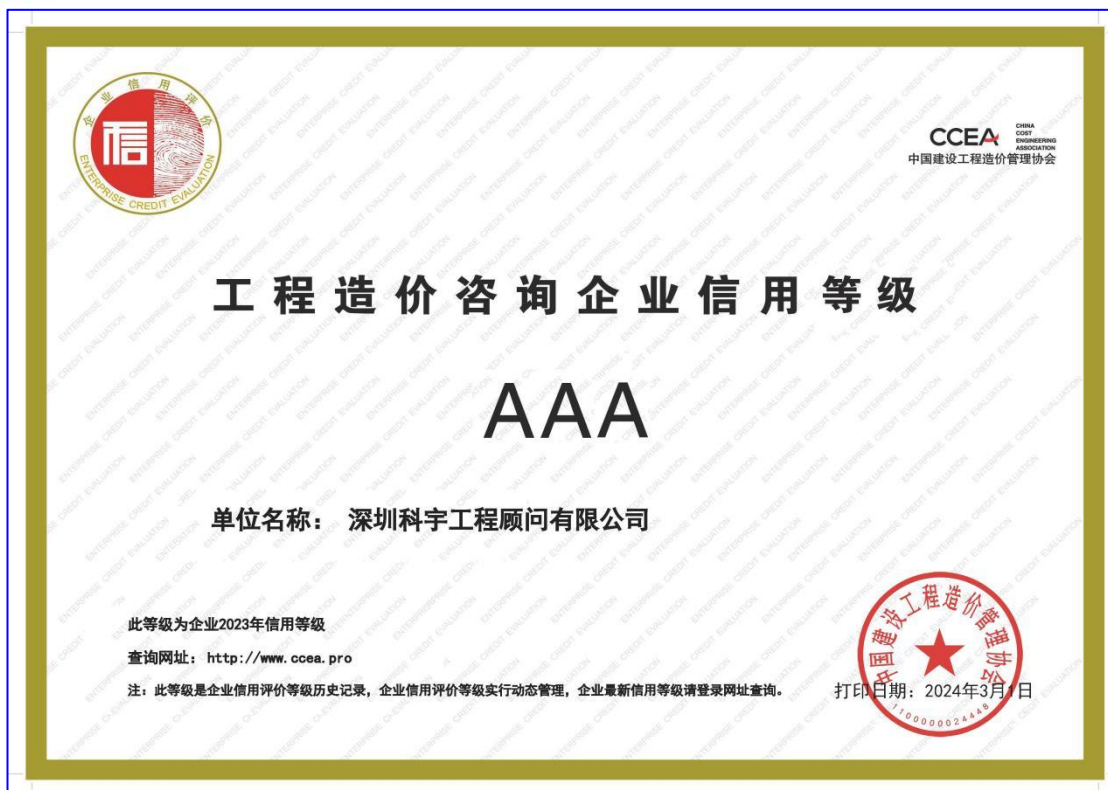 企业信用评价
信
ENTERPRISE CREDIT EVALUATION
CCEA
CHINA
COST
ENGINEERING
ASSOCIATION
中国建设工程造价管理协会
工程造价咨询企业信用等级
AAA
单位名称： 深圳科宇工程顾问有限公司
此等级为企业2023年信用等级
查询网址：http://www.ccea.pro
注：此等级是企业信用评价等级历史记录，企业信用评价等级实行动态管理，企业最新信用等级请登录网址查询。
打印日期：2024年3月1日
中国建设工程造价管理协会
1100000024448